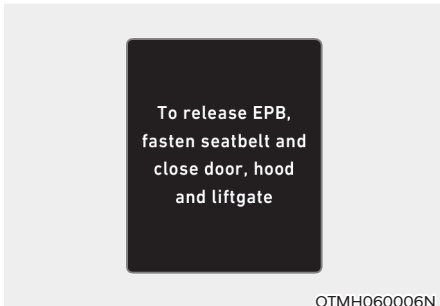 To release EPB,
fasten seatbelt and
close door, hood
and liftgate
OTMH060006N